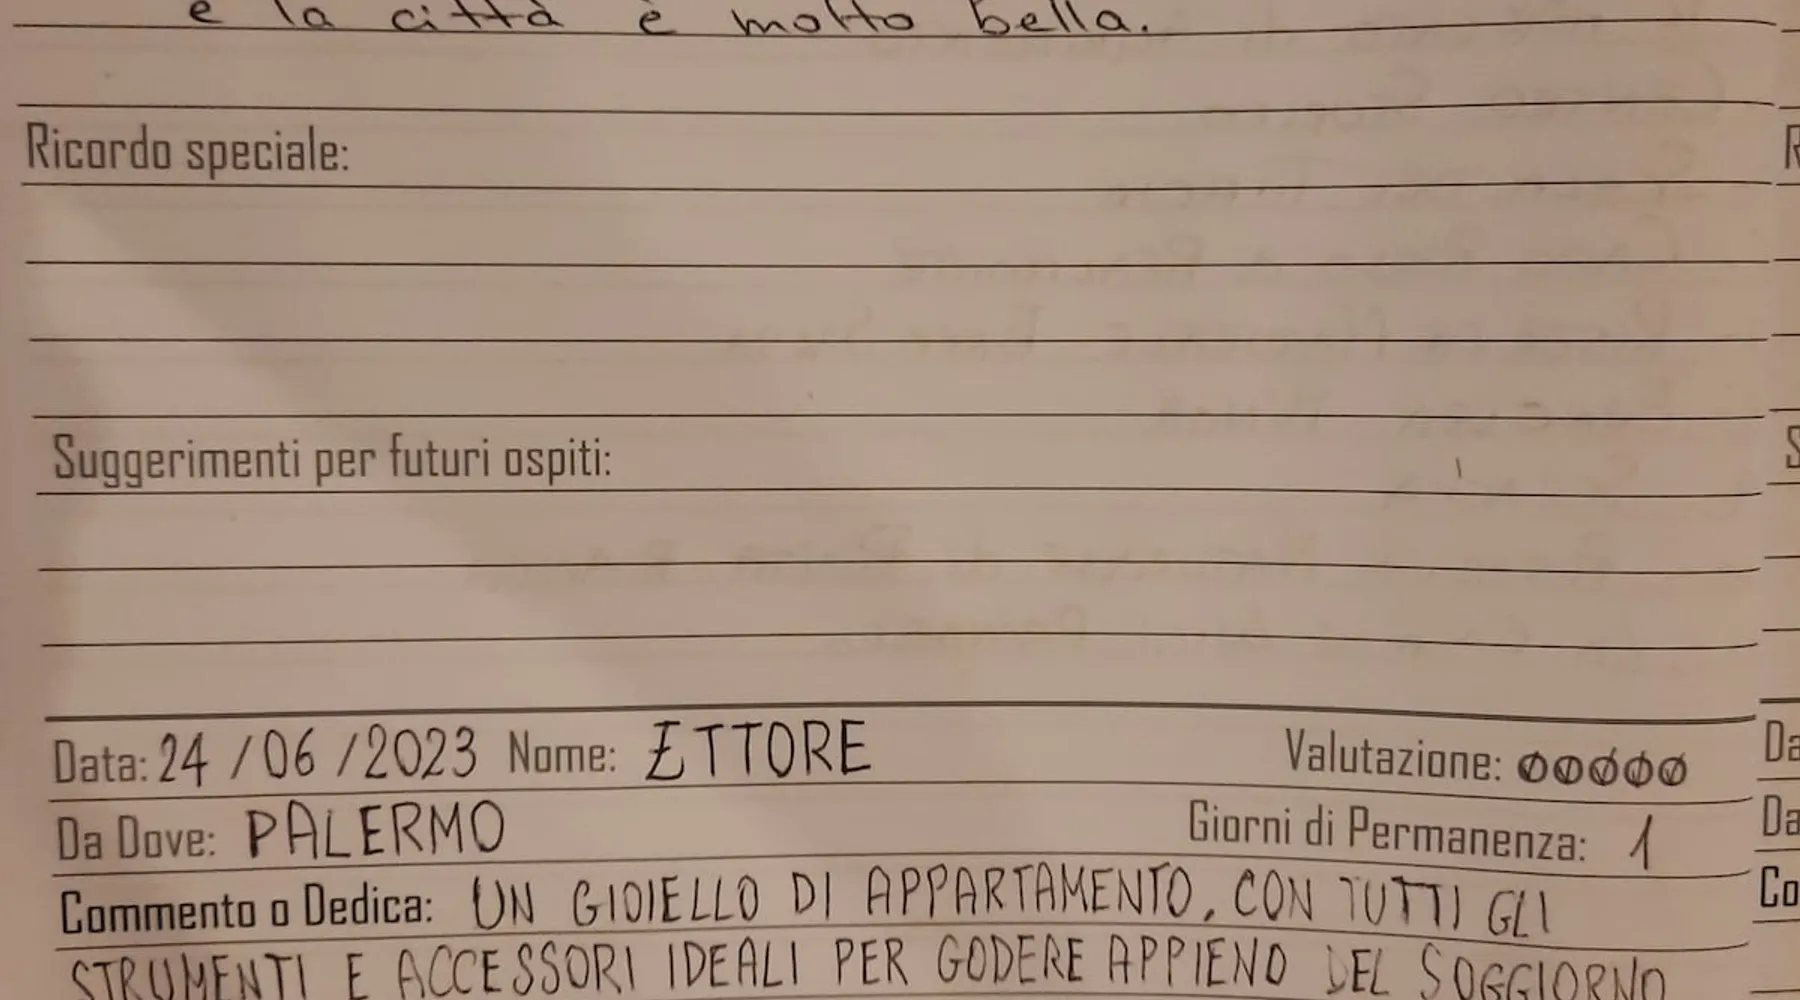 e la città è molto bella.
Ricordo speciale:
Suggerimenti per futuri ospiti:
Data: 24/06/2023 Nome: ETTORE Valutazione:
Da Dove: PALERMO Giorni di Permanenza: 1
Commento o Dedica: UN GIOIELLO DI APPARTAMENTO, CON TUTTI GLI
STRUMENTI E ACCESSORI IDEALI PER GODERE APPIENO DEL SOGGIORNO